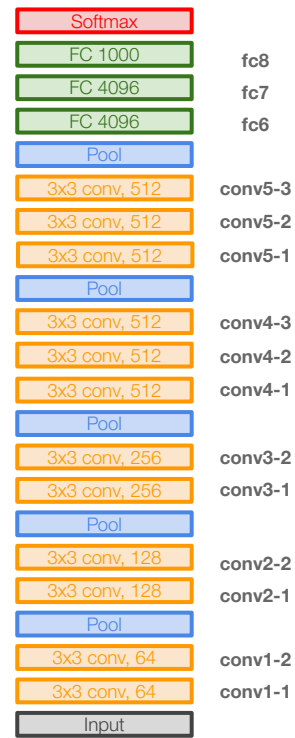 Softmax
FC 1000 fc8
FC 4096 fc7
FC 4096 fc6
Pool
3x3 conv, 512 conv5-3
3x3 conv, 512 conv5-2
3x3 conv, 512 conv5-1
Pool
3x3 conv, 512 conv4-3
3x3 conv, 512 conv4-2
3x3 conv, 512 conv4-1
Pool
3x3 conv, 256 conv3-2
3x3 conv, 256 conv3-1
Pool
3x3 conv, 128 conv2-2
3x3 conv, 128 conv2-1
Pool
3x3 conv, 64 conv1-2
3x3 conv, 64 conv1-1
Input